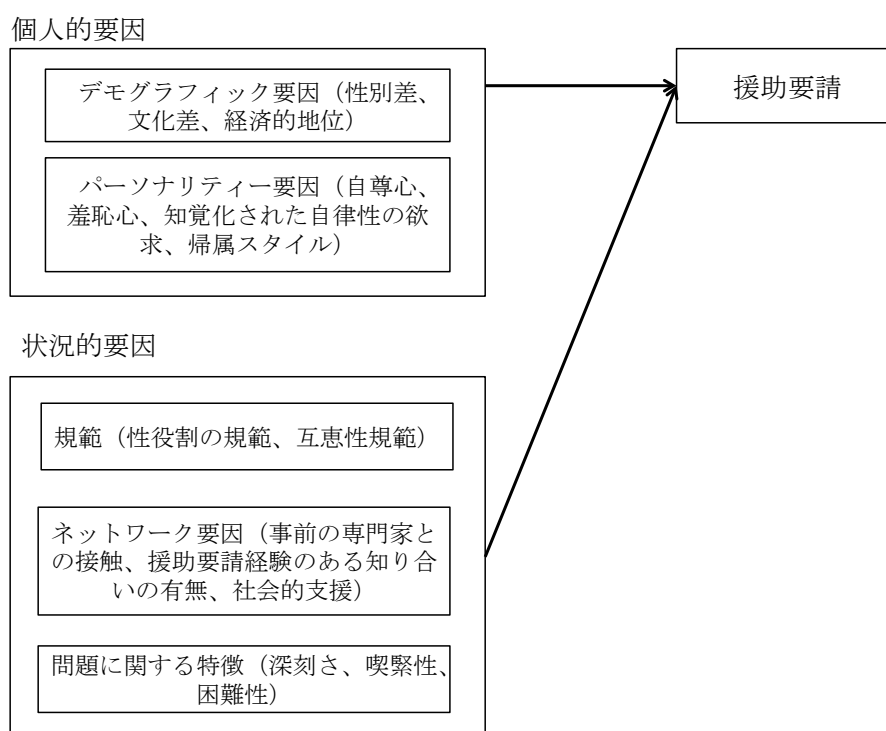 個人的要因
デモグラフィック要因（性別差、
文化差、経済的地位）
パーソナリティー要因（自尊心、
羞恥心、知覚化された自律性の欲
求、帰属スタイル）
援助要請
状況的要因
規範（性役割の規範、互恵性規範）
ネットワーク要因（事前の専門家と
の接触、援助要請経験のある知り合
いの有無、社会的支援）
問題に関する特徴（深刻さ、喫緊性、
困難性）